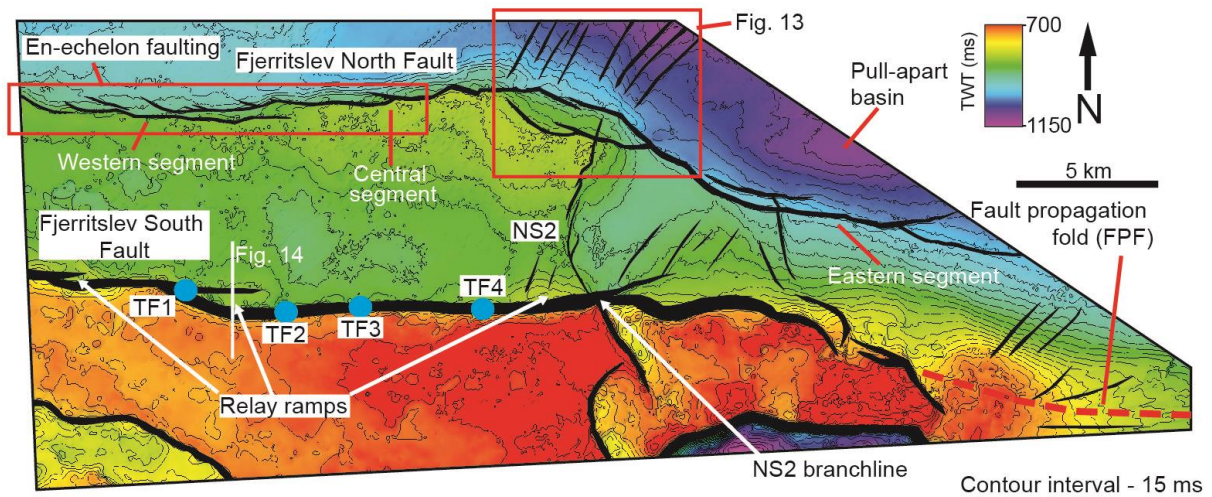 En-echelon faulting
Fjerritslev North Fault
Fig. 13
700
TWT (ms)
1150
N
Pull-apart
basin
5 km
Western segment
Central
segment
Fault propagation
fold (FPF)
Fjerritslev South
Fault
Fig. 14
NS2
Eastern segment
TF1
TF2
TF3
TF4
Relay ramps
NS2 branchline
Contour interval - 15 ms